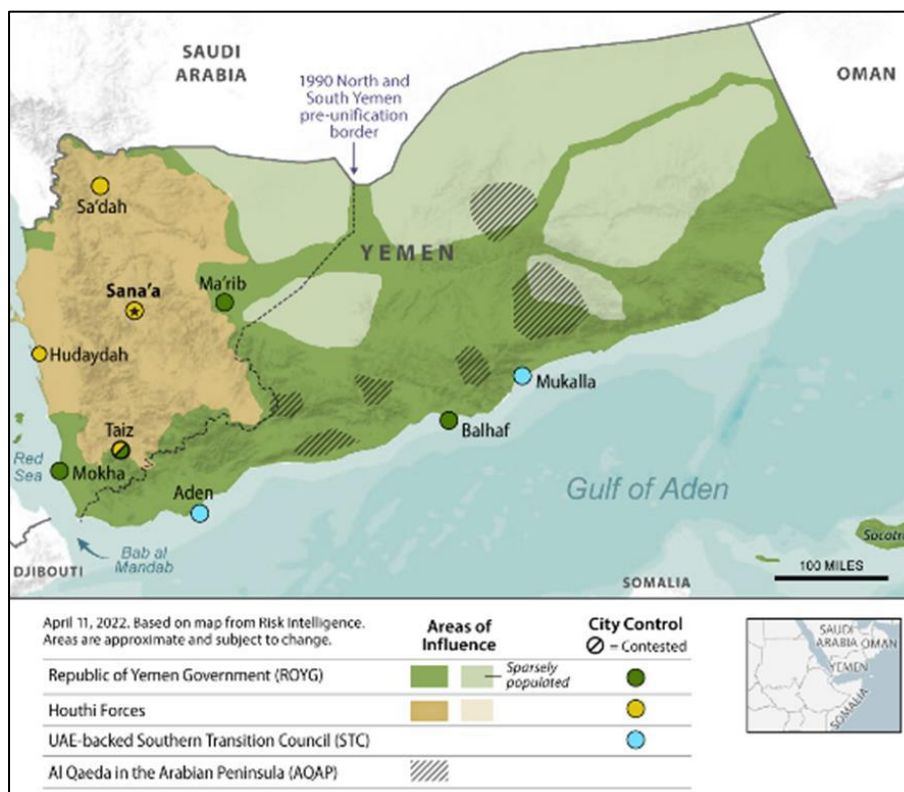 SAUDI
ARABIA
1990 North and
South Yemen
pre-unification
border
OMAN
Sa'dah
YEMEN
Ma'rib
Sana'a
Hudaydah
Mukalla
Taiz
Balhaf
Red
Sea
Mokha
Aden
Gulf of Aden
Bab al
Mandab
DJIBOUTI
SOMALIA
Socotra
100 MILES
April 11, 2022. Based on map from Risk Intelligence.
Areas are approximate and subject to change.
Areas of
Influence
City Control
= Contested
Republic of Yemen Government (ROYG)
Sparsely
populated
Houthi Forces
UAE-backed Southern Transition Council (STC)
Al Qaeda in the Arabian Peninsula (AQAP)
SAUDI
ARABIA
OMAN
YEMEN
SOMALIA